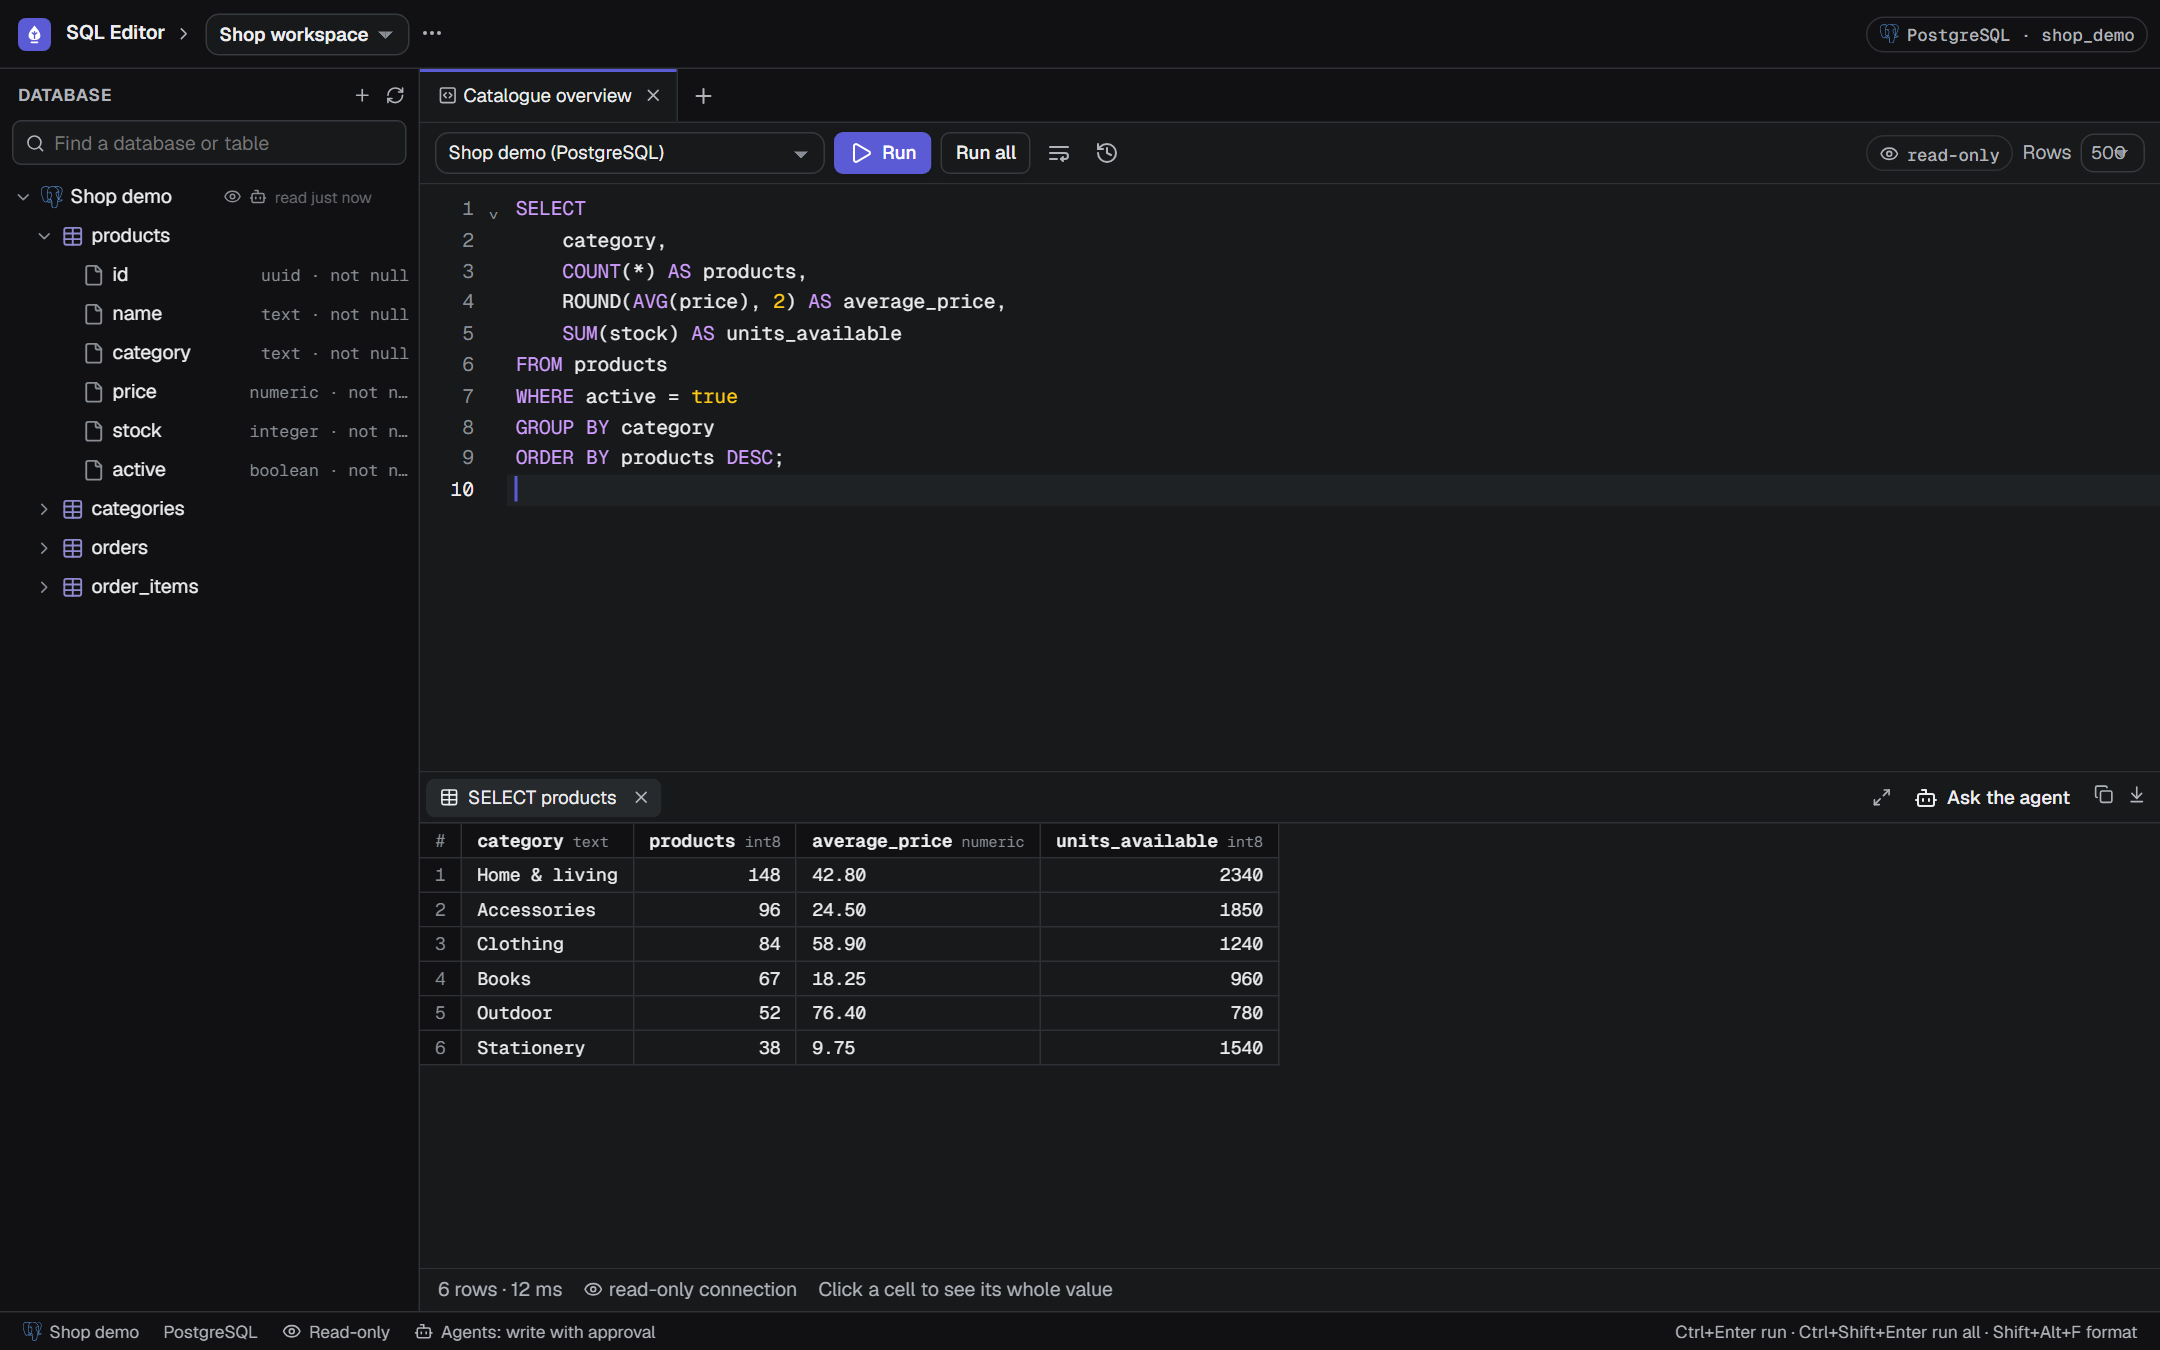 SQL Editor > Shop workspace ···
PostgreSQL · shop_demo
DATABASE
Find a database or table
Shop demo read just now
products
id uuid · not null
name text · not null
category text · not null
price numeric · not n…
stock integer · not n…
active boolean · not n…
categories
orders
order_items
Catalogue overview
Shop demo (PostgreSQL) Run Run all read-only Rows 500
1 SELECT
2 category,
3 COUNT(*) AS products,
4 ROUND(AVG(price), 2) AS average_price,
5 SUM(stock) AS units_available
6 FROM products
7 WHERE active = true
8 GROUP BY category
9 ORDER BY products DESC;
10
SELECT products Ask the agent
# category text products int8 average_price numeric units_available int8
1 Home & living 148 42.80 2340
2 Accessories 96 24.50 1850
3 Clothing 84 58.90 1240
4 Books 67 18.25 960
5 Outdoor 52 76.40 780
6 Stationery 38 9.75 1540
6 rows · 12 ms read-only connection Click a cell to see its whole value
Shop demo PostgreSQL Read-only Agents: write with approval Ctrl+Enter run · Ctrl+Shift+Enter run all · Shift+Alt+F format